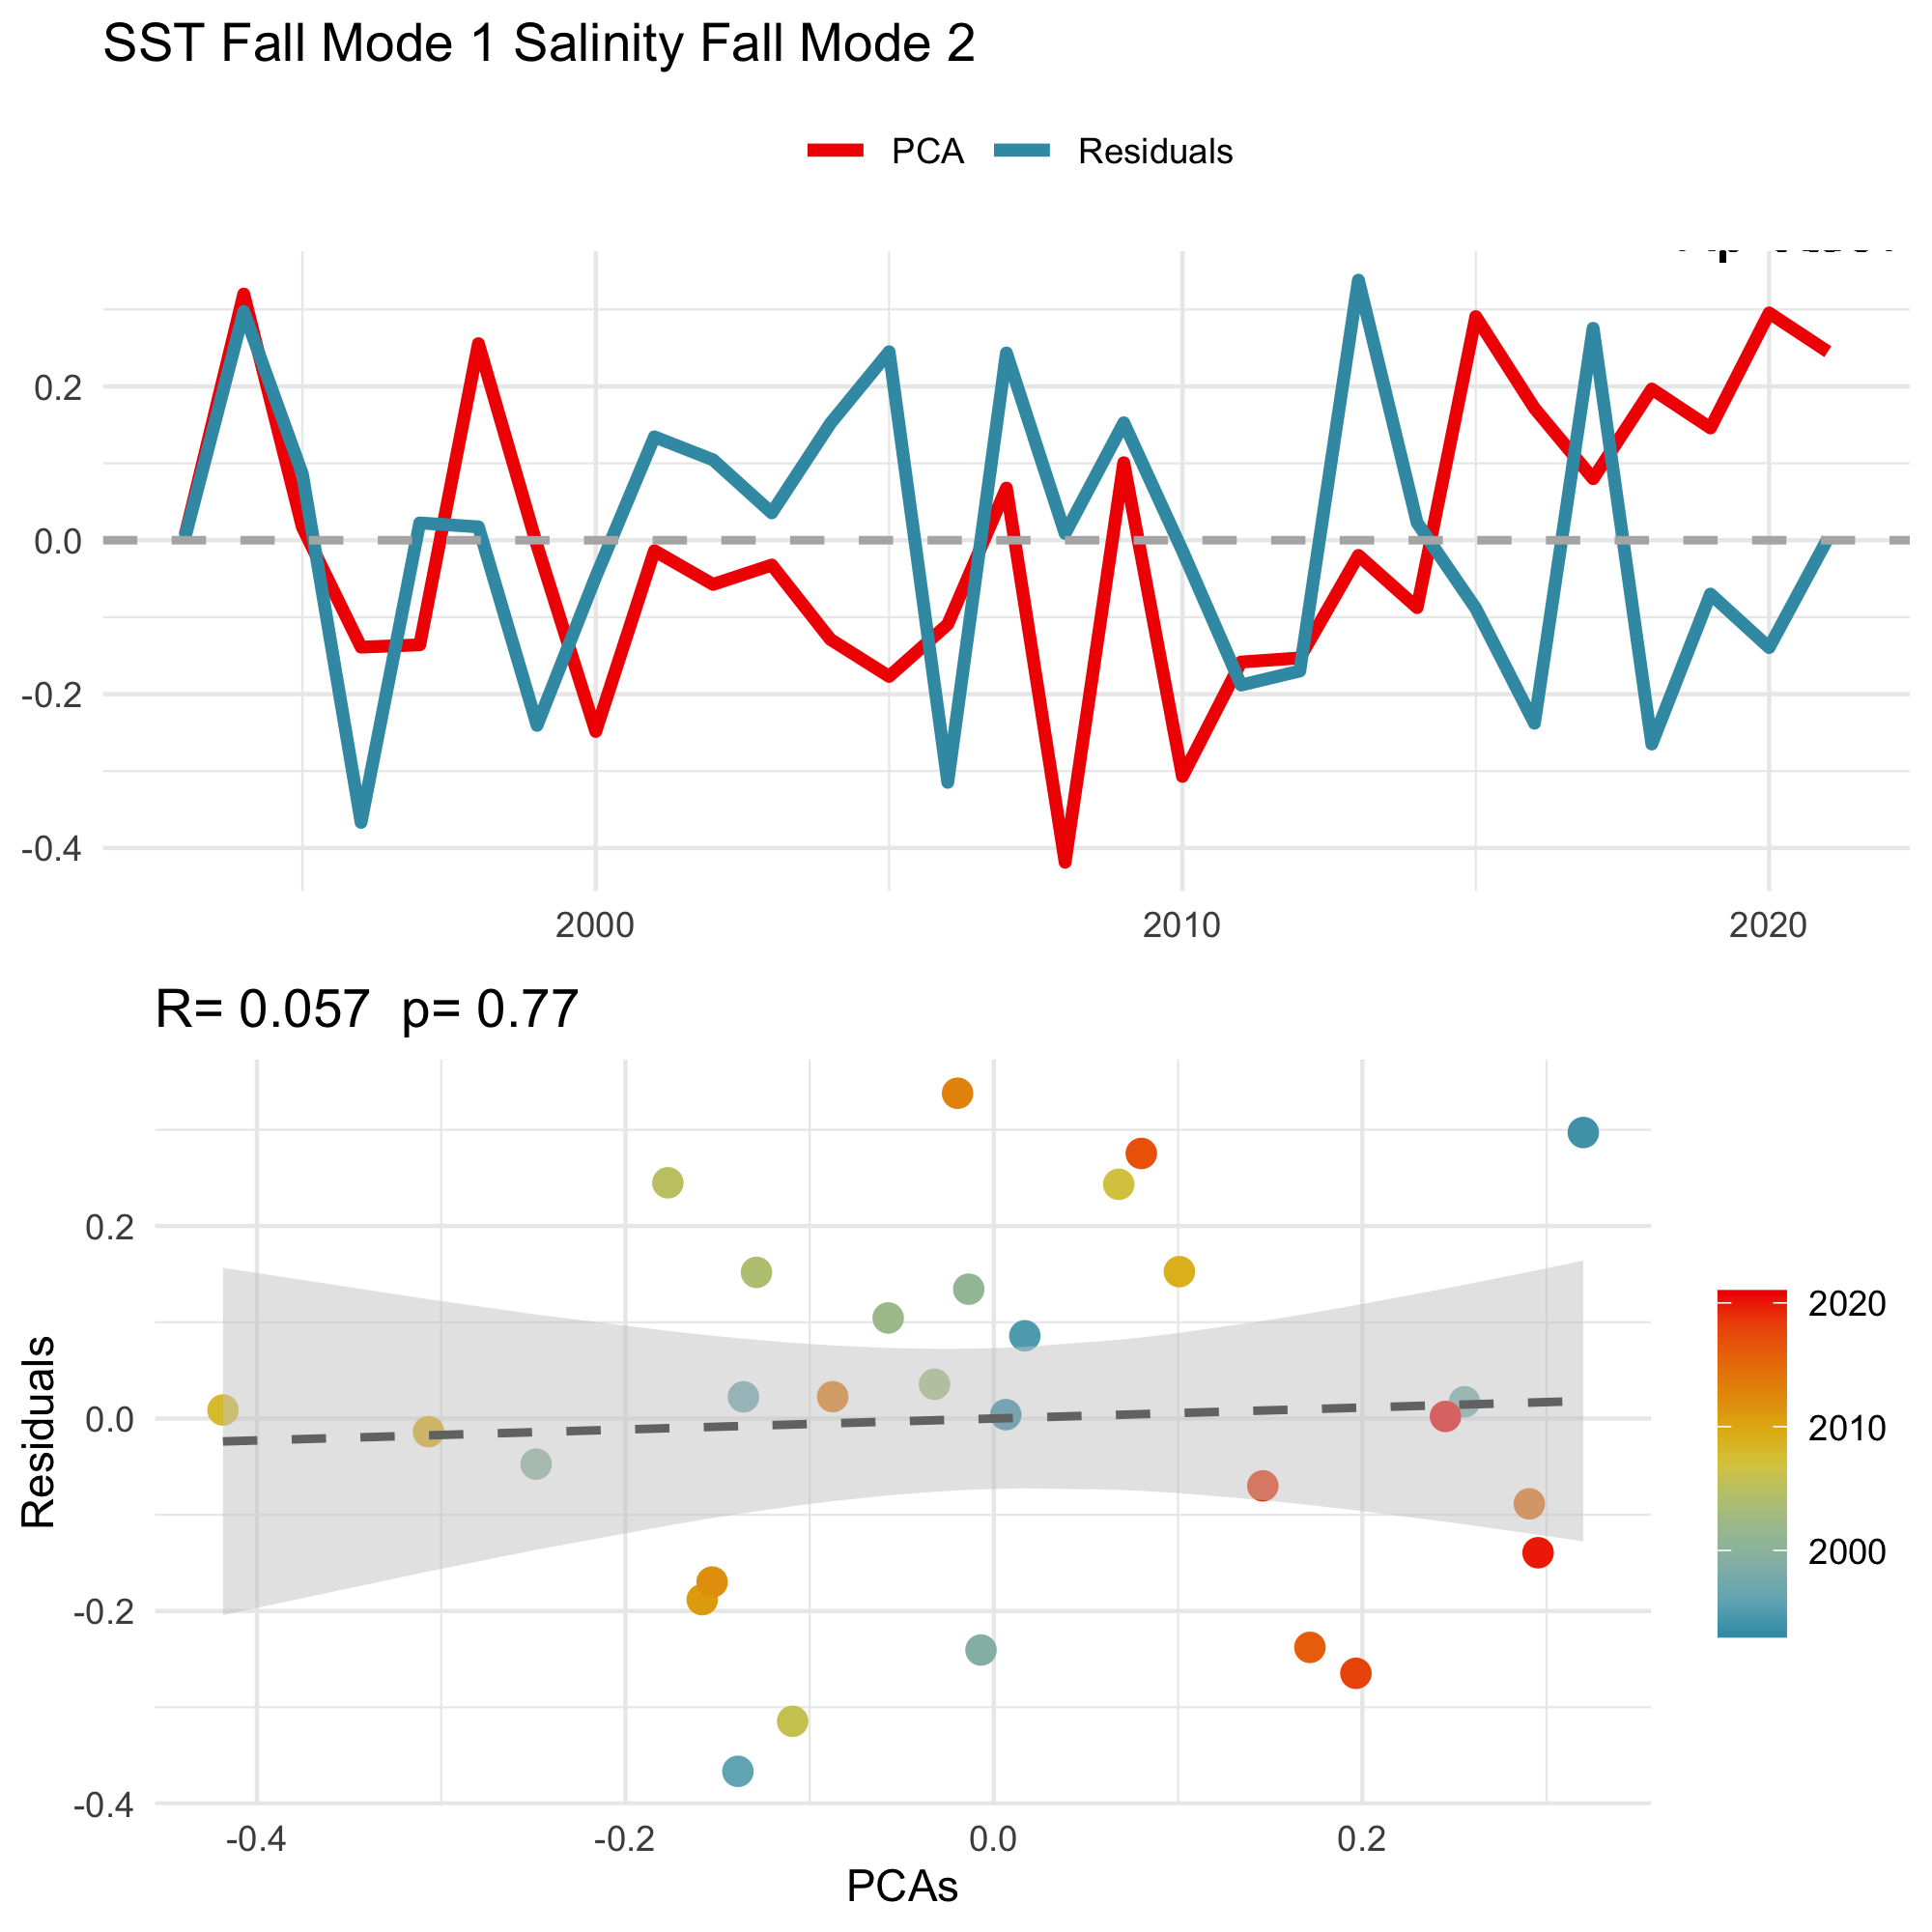 SST Fall Mode 1 Salinity Fall Mode 2
PCA Residuals
0.2
0.0
-0.2
-0.4
2000 2010 2020
R= 0.057 p= 0.77
Residuals
0.2
0.0
-0.2
-0.4
-0.4 -0.2 0.0 0.2
PCAs
2020
2010
2000